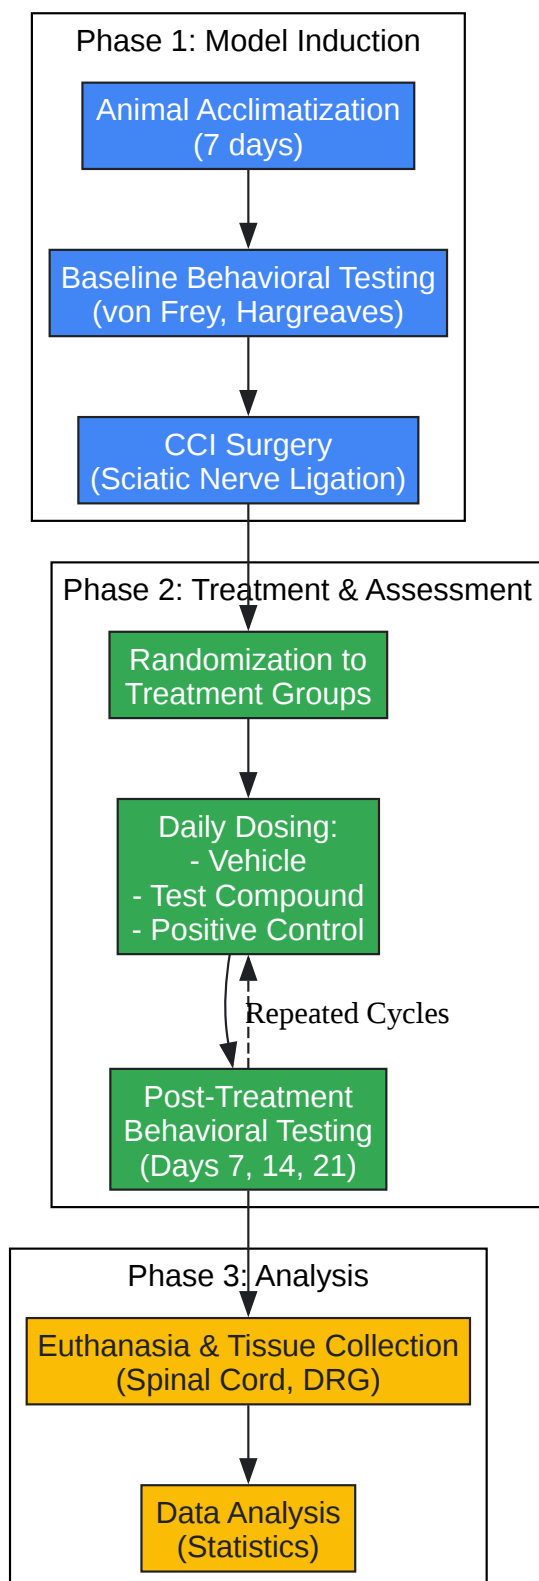 Phase 1: Model Induction
Animal Acclimatization
(7 days)
Baseline Behavioral Testing
(von Frey, Hargreaves)
CCI Surgery
(Sciatic Nerve Ligation)
Phase 2: Treatment & Assessment
Randomization to
Treatment Groups
Daily Dosing:
- Vehicle
- Test Compound
- Positive Control
Repeated Cycles
Post-Treatment
Behavioral Testing
(Days 7, 14, 21)
Phase 3: Analysis
Euthanasia & Tissue Collection
(Spinal Cord, DRG)
Data Analysis
(Statistics)